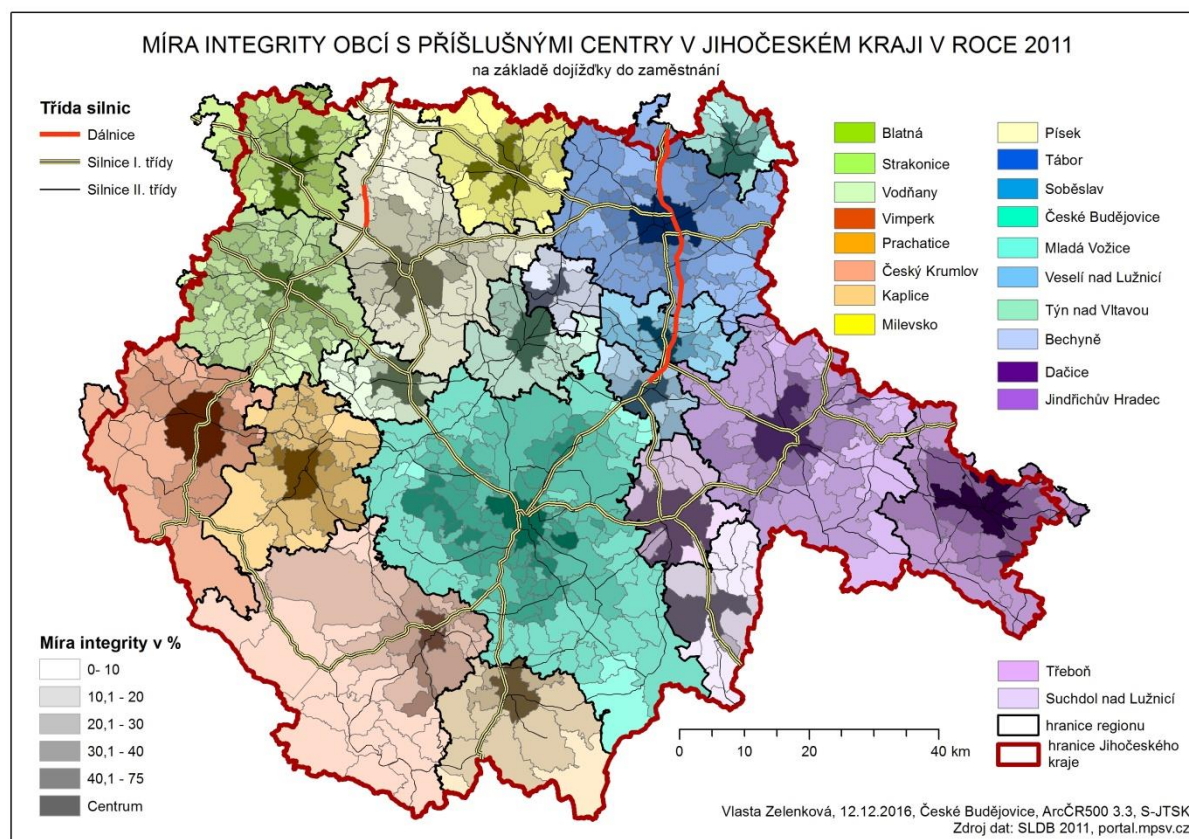 MÍRA INTEGRITY OBCÍ S PŘÍSLUŠNÝMI CENTRY V JIHOČESKÉM KRAJI V ROCE 2011
na základě dojížďky do zaměstnání
Třída silnic
Dálnice
Silnice I. třídy
Silnice II. třídy
Blatná
Strakonice
Vodňany
Vimperk
Prachatice
Český Krumlov
Kaplice
Milevsko
Písek
Tábor
Soběslav
České Budějovice
Mladá Vožice
Veselí nad Lužnicí
Týn nad Vltavou
Bechyně
Dačice
Jindřichův Hradec
Míra integrity v %
0- 10
10,1 - 20
20,1 - 30
30,1 - 40
40,1 - 75
Centrum
Třeboň
Suchdol nad Lužnicí
hranice regionu
hranice Jihočeského
kraje
0 10 20 40 km
Vlasta Zelenková, 12.12.2016, České Budějovice, ArcČR500 3.3, S-JTSK
Zdroj dat: SLDB 2011, portal.mpsv.cz